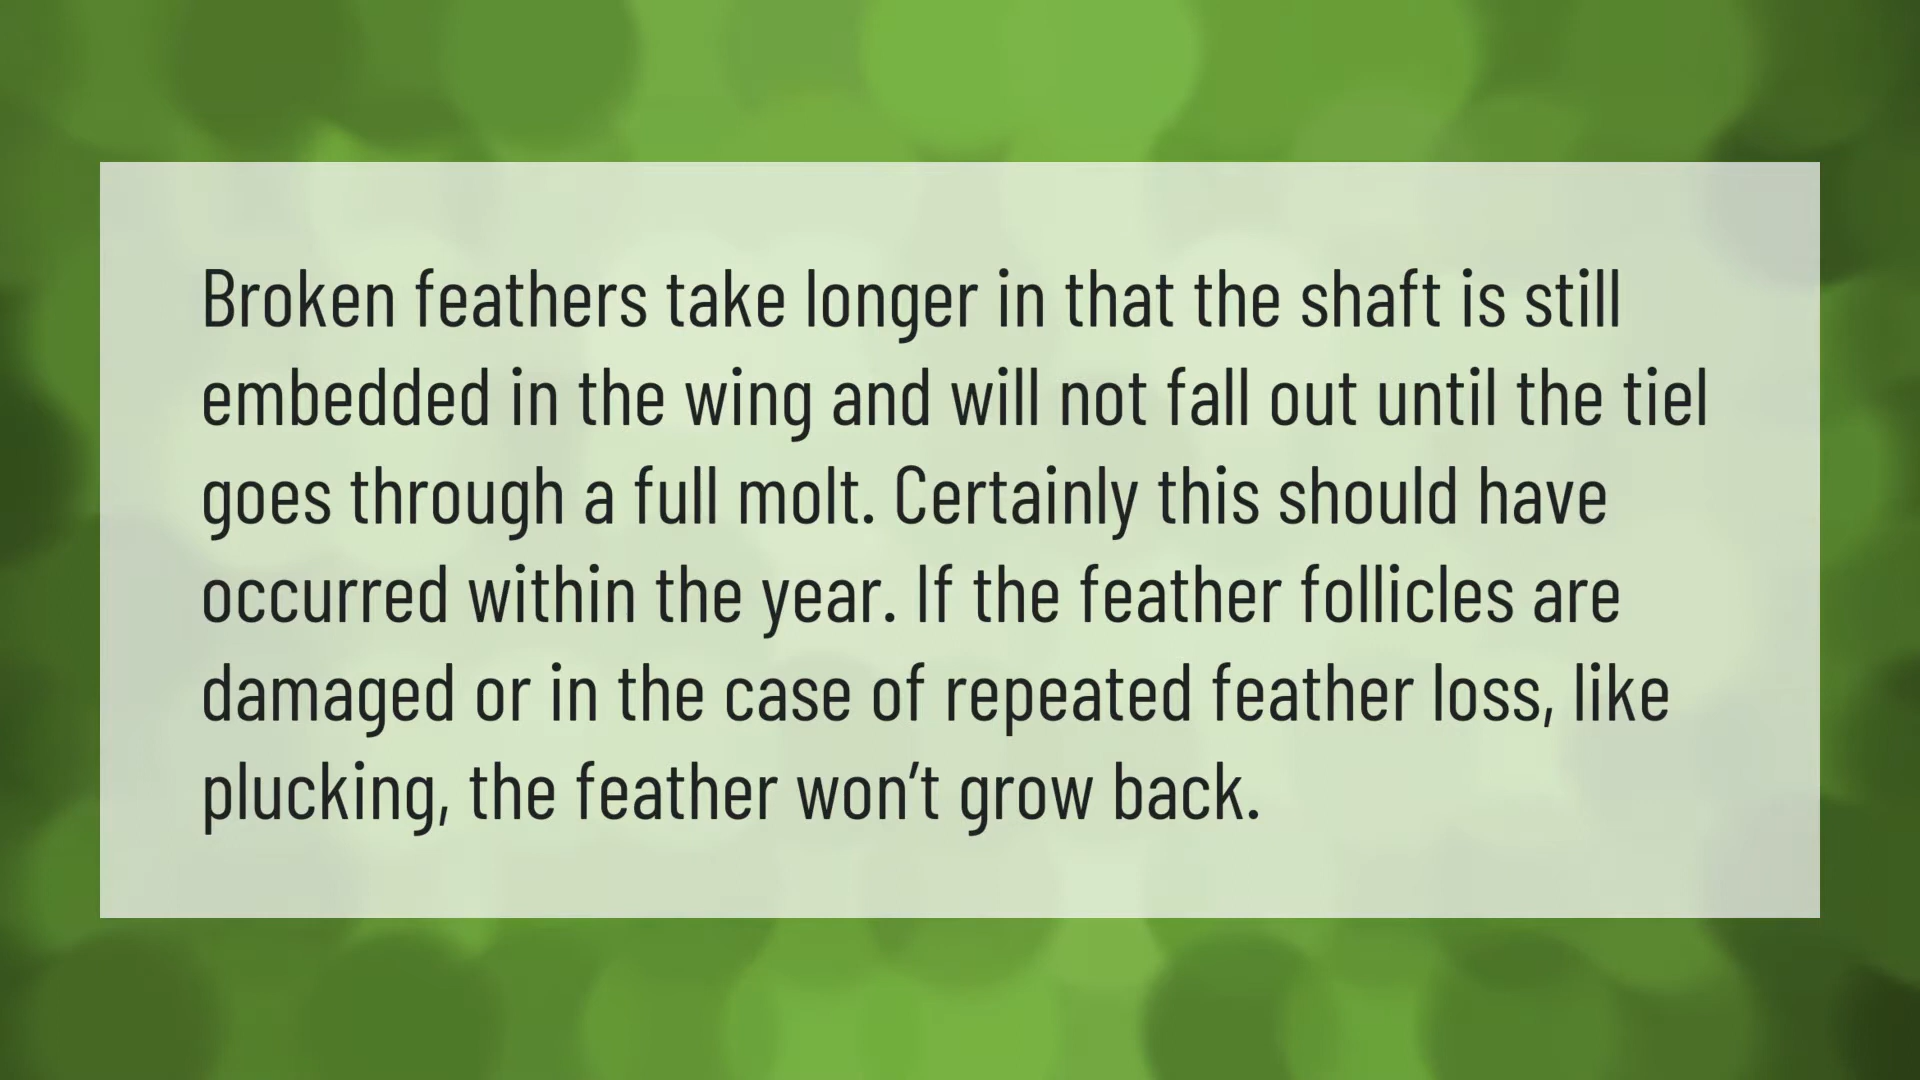 Broken feathers take longer in that the shaft is still
embedded in the wing and will not fall out until the tiel
goes through a full molt. Certainly this should have
occurred within the year. If the feather follicles are
damaged or in the case of repeated feather loss, like
plucking, the feather won’t grow back.